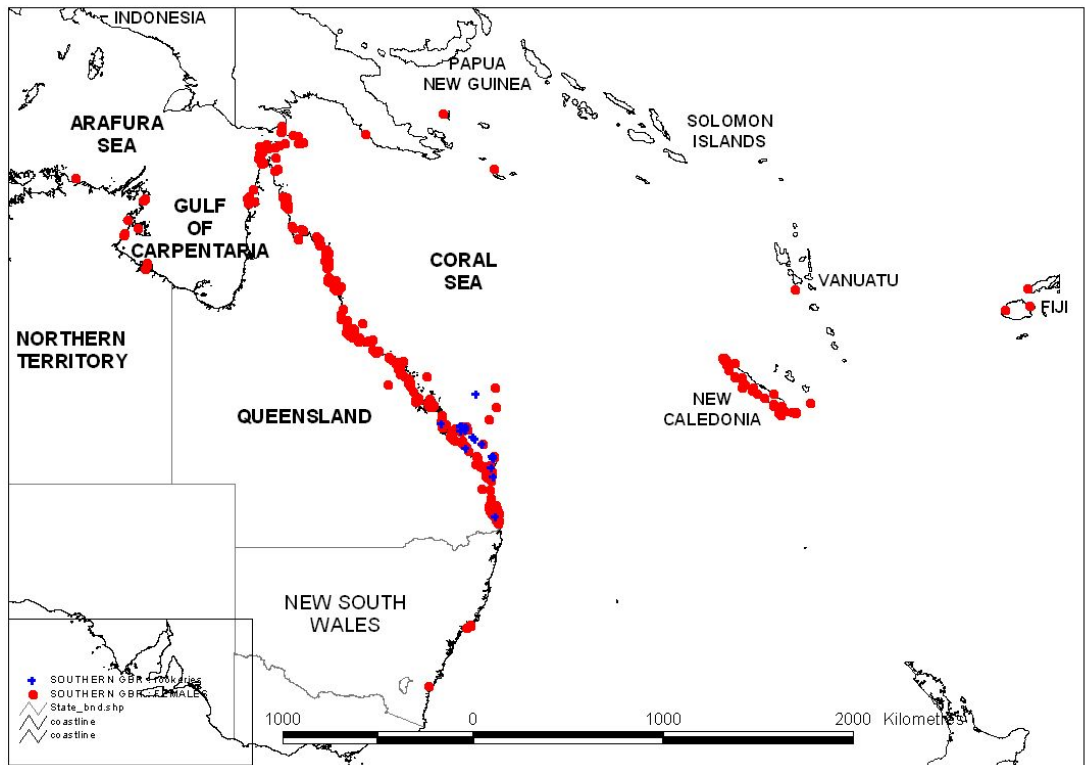 INDONESIA
PAPUA
NEW GUINEA
SOLOMON
ISLANDS
ARAFURA
SEA
GULF
OF
CARPENTARIA
CORAL
SEA
VANUATU
FIJI
NORTHERN
TERRITORY
NEW
CALEDONIA
QUEENSLAND
NEW SOUTH
WALES
SOUTHERN GBR : rookeries
SOUTHERN GBR : FEMALES
State_bnd.shp
coastline
coastline
1000 0 1000 2000 Kilometres